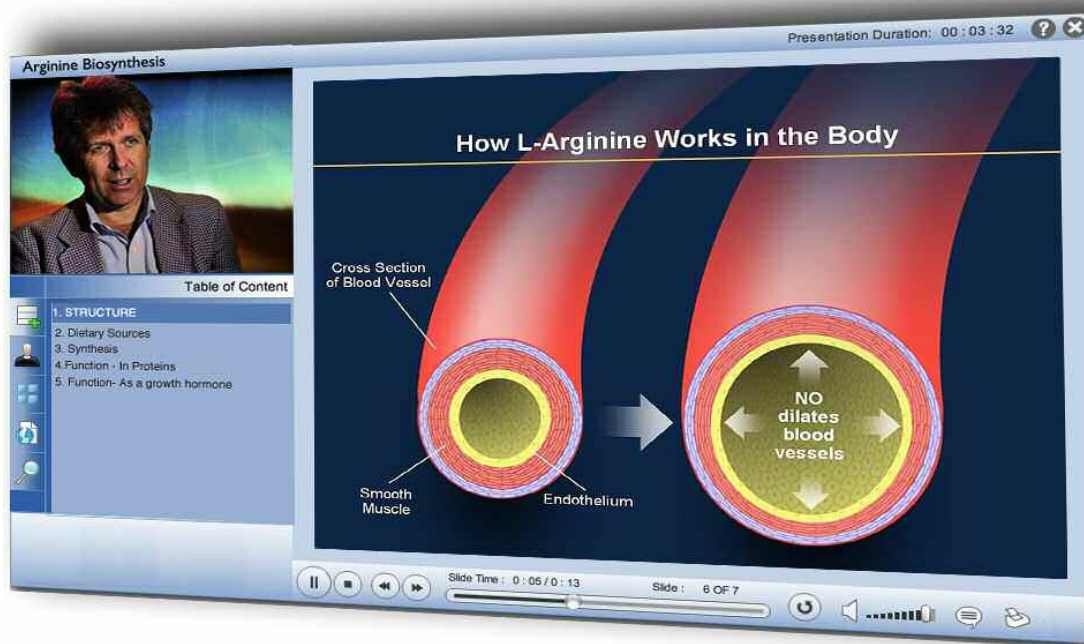 Presentation Duration: 00 : 03 : 32
Arginine Biosynthesis
How L-Arginine Works in the Body
Cross Section
of Blood Vessel
Table of Content
1. STRUCTURE
2. Dietary Sources
3. Synthesis
4.Function - In Proteins
5. Function- As a growth hormone
NO
dilates
blood
vessels
Smooth
Muscle
Endothelium
Slide Time : 0 : 05 / 0 : 13
Slide : 6 OF 7